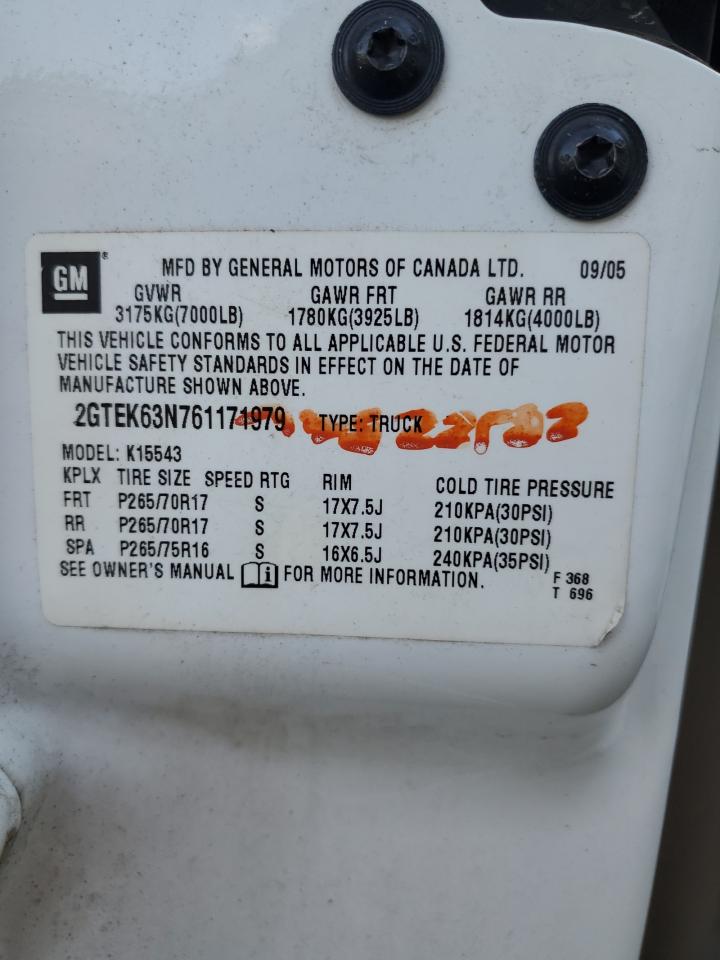 GM® MFD BY GENERAL MOTORS OF CANADA LTD. 09/05
GVWR GAWR FRT GAWR RR
3175KG(7000LB) 1780KG(3925LB) 1814KG(4000LB)
THIS VEHICLE CONFORMS TO ALL APPLICABLE U.S. FEDERAL MOTOR
VEHICLE SAFETY STANDARDS IN EFFECT ON THE DATE OF
MANUFACTURE SHOWN ABOVE.
2GTEK63N761171979 TYPE: TRUCK
MODEL: K15543
KPLX TIRE SIZE SPEED RTG RIM COLD TIRE PRESSURE
FRT P265/70R17 S 17X7.5J 210KPA(30PSI)
RR P265/70R17 S 17X7.5J 210KPA(30PSI)
SPA P265/75R16 S 16X6.5J 240KPA(35PSI)
SEE OWNER'S MANUAL i FOR MORE INFORMATION. F 368
T 696